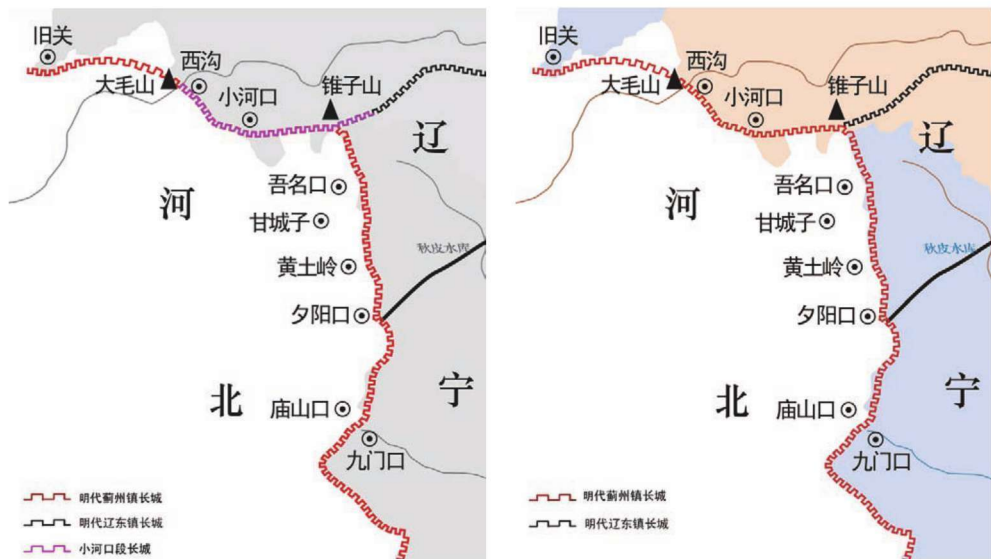 旧关
西沟
大毛山
小河口
锥子山
辽
河
吾名口
甘城子
黄土岭
夕阳口
北
宁
庙山口
九门口
明代蓟州镇长城
明代辽东镇长城
小河口段长城
旧关
西沟
大毛山
小河口
锥子山
辽
河
吾名口
甘城子
黄土岭
夕阳口
北
宁
庙山口
九门口
明代蓟州镇长城
明代辽东镇长城